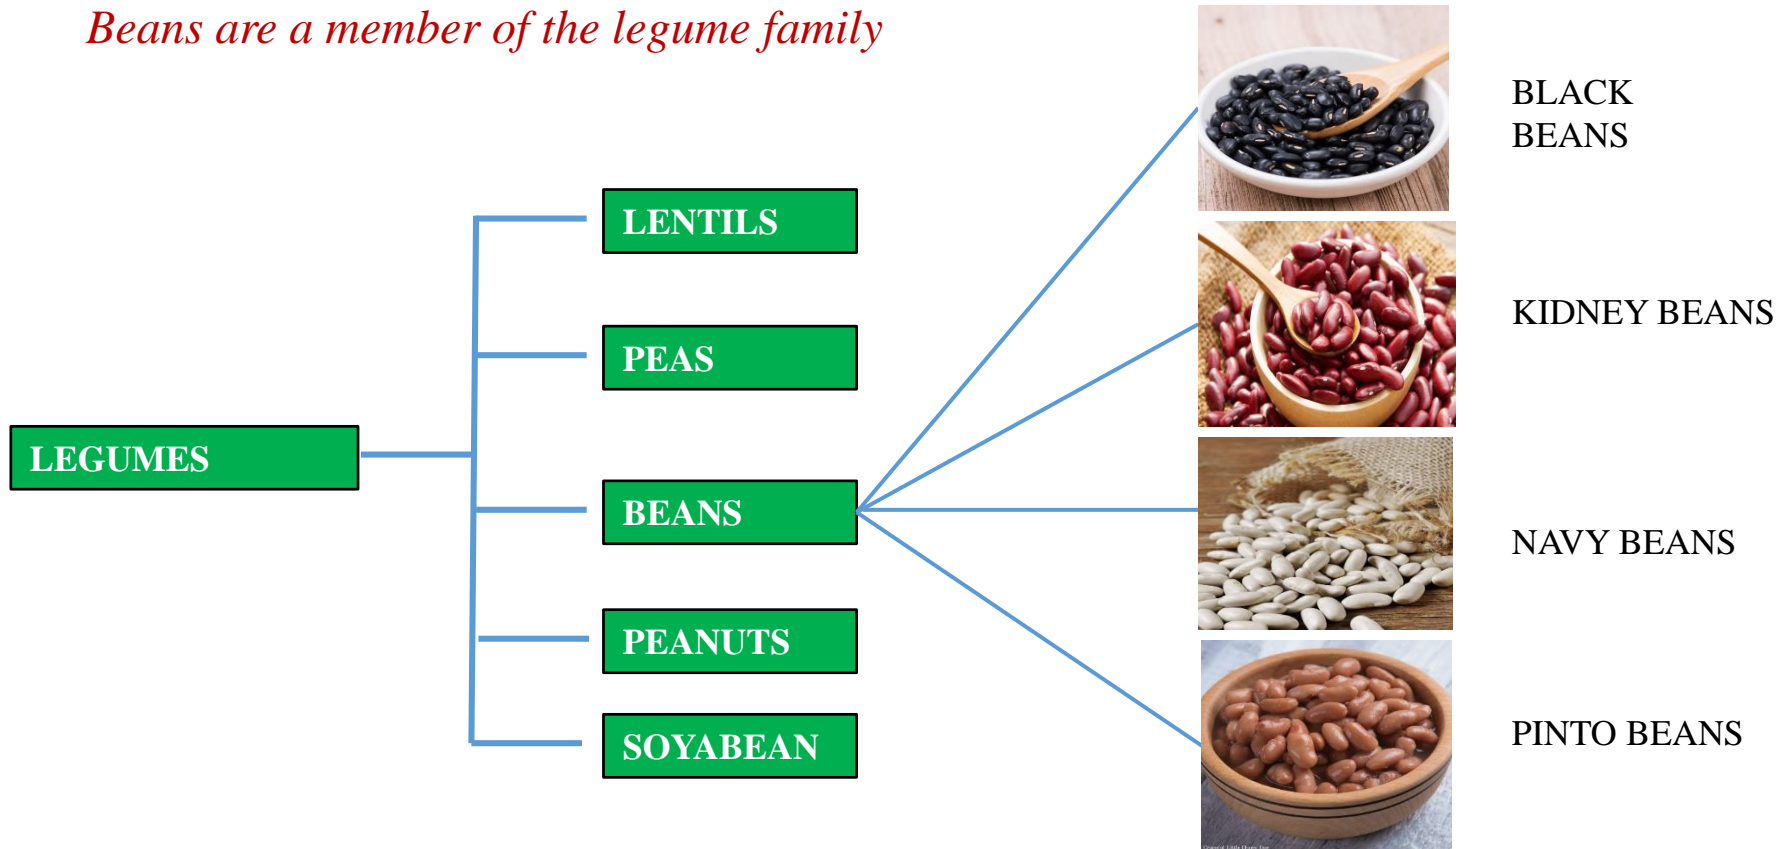 Beans are a member of the legume family
BLACK
BEANS
LENTILS
KIDNEY BEANS
PEAS
LEGUMES
BEANS
NAVY BEANS
PEANUTS
SOYABEAN
PINTO BEANS